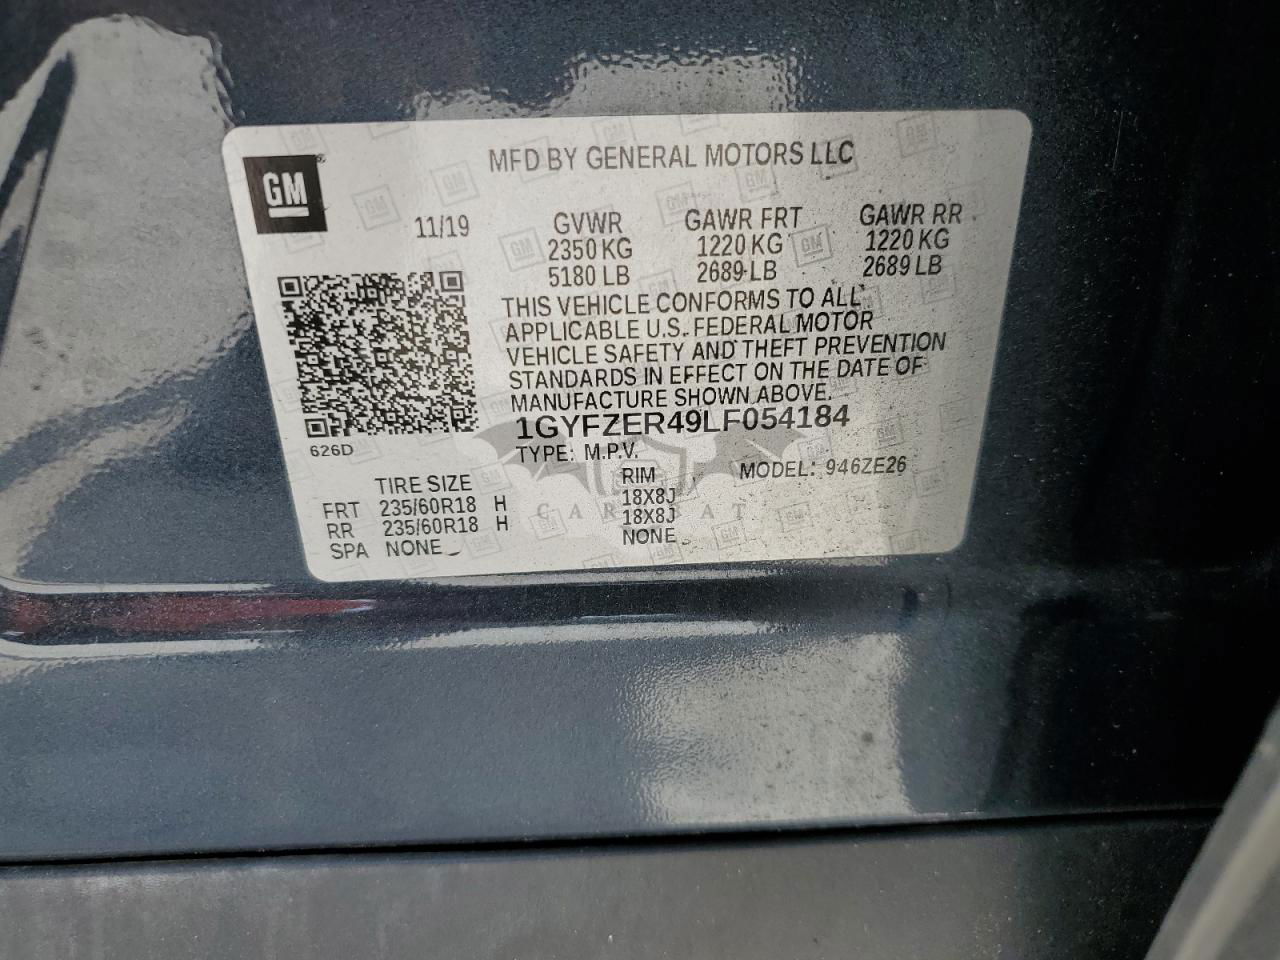 GM
MFD BY GENERAL MOTORS LLC
11/19
GVWR GAWR FRT GAWR RR
2350 KG 1220 KG 1220 KG
5180 LB 2689 LB 2689 LB
THIS VEHICLE CONFORMS TO ALL
APPLICABLE U.S. FEDERAL MOTOR
VEHICLE SAFETY AND THEFT PREVENTION
STANDARDS IN EFFECT ON THE DATE OF
MANUFACTURE SHOWN ABOVE.
1GYFZER49LF054184
626D
TYPE: M.P.V. MODEL: 946ZE26
TIRE SIZE RIM
FRT 235/60R18 H 18X8J
RR 235/60R18 H 18X8J
SPA NONE NONE
CAR BAT